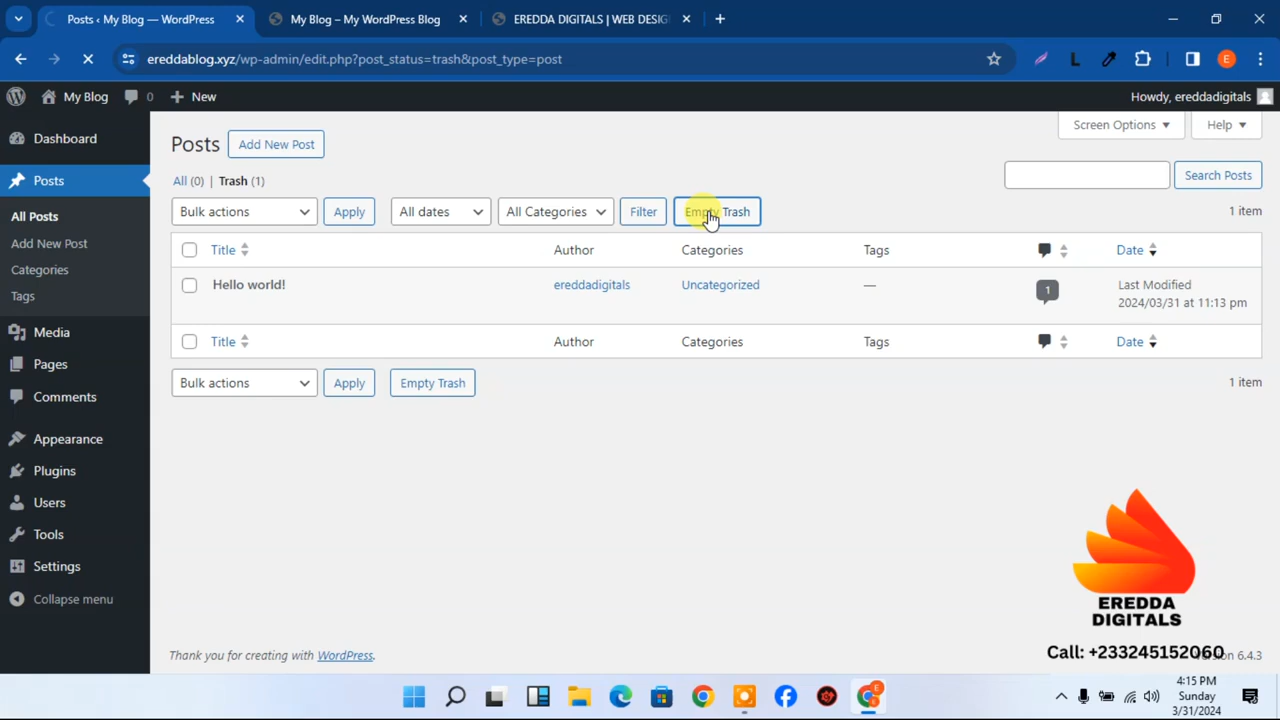 Posts ‹ My Blog — WordPress
My Blog – My WordPress Blog
EREDDA DIGITALS | WEB DESIG
ereddablog.xyz/wp-admin/edit.php?post_status=trash&post_type=post
E
My Blog
0
New
Howdy, ereddadigitals
Dashboard
Posts
All Posts
Add New Post
Categories
Tags
Media
Pages
Comments
Appearance
Plugins
Users
Tools
Settings
Collapse menu
Screen Options
Help
Posts
Add New Post
All (0) | Trash (1)
Search Posts
Bulk actions
Apply
All dates
All Categories
Filter
Empty Trash
1 item
Title
Author
Categories
Tags
Date
Hello world!
ereddadigitals
Uncategorized
—
1
Last Modified
2024/03/31 at 11:13 pm
Title
Author
Categories
Tags
Date
Bulk actions
Apply
Empty Trash
1 item
EREDDA
DIGITALS
Call: +233245152060
Thank you for creating with WordPress.
6.4.3
4:15 PM
Sunday
3/31/2024